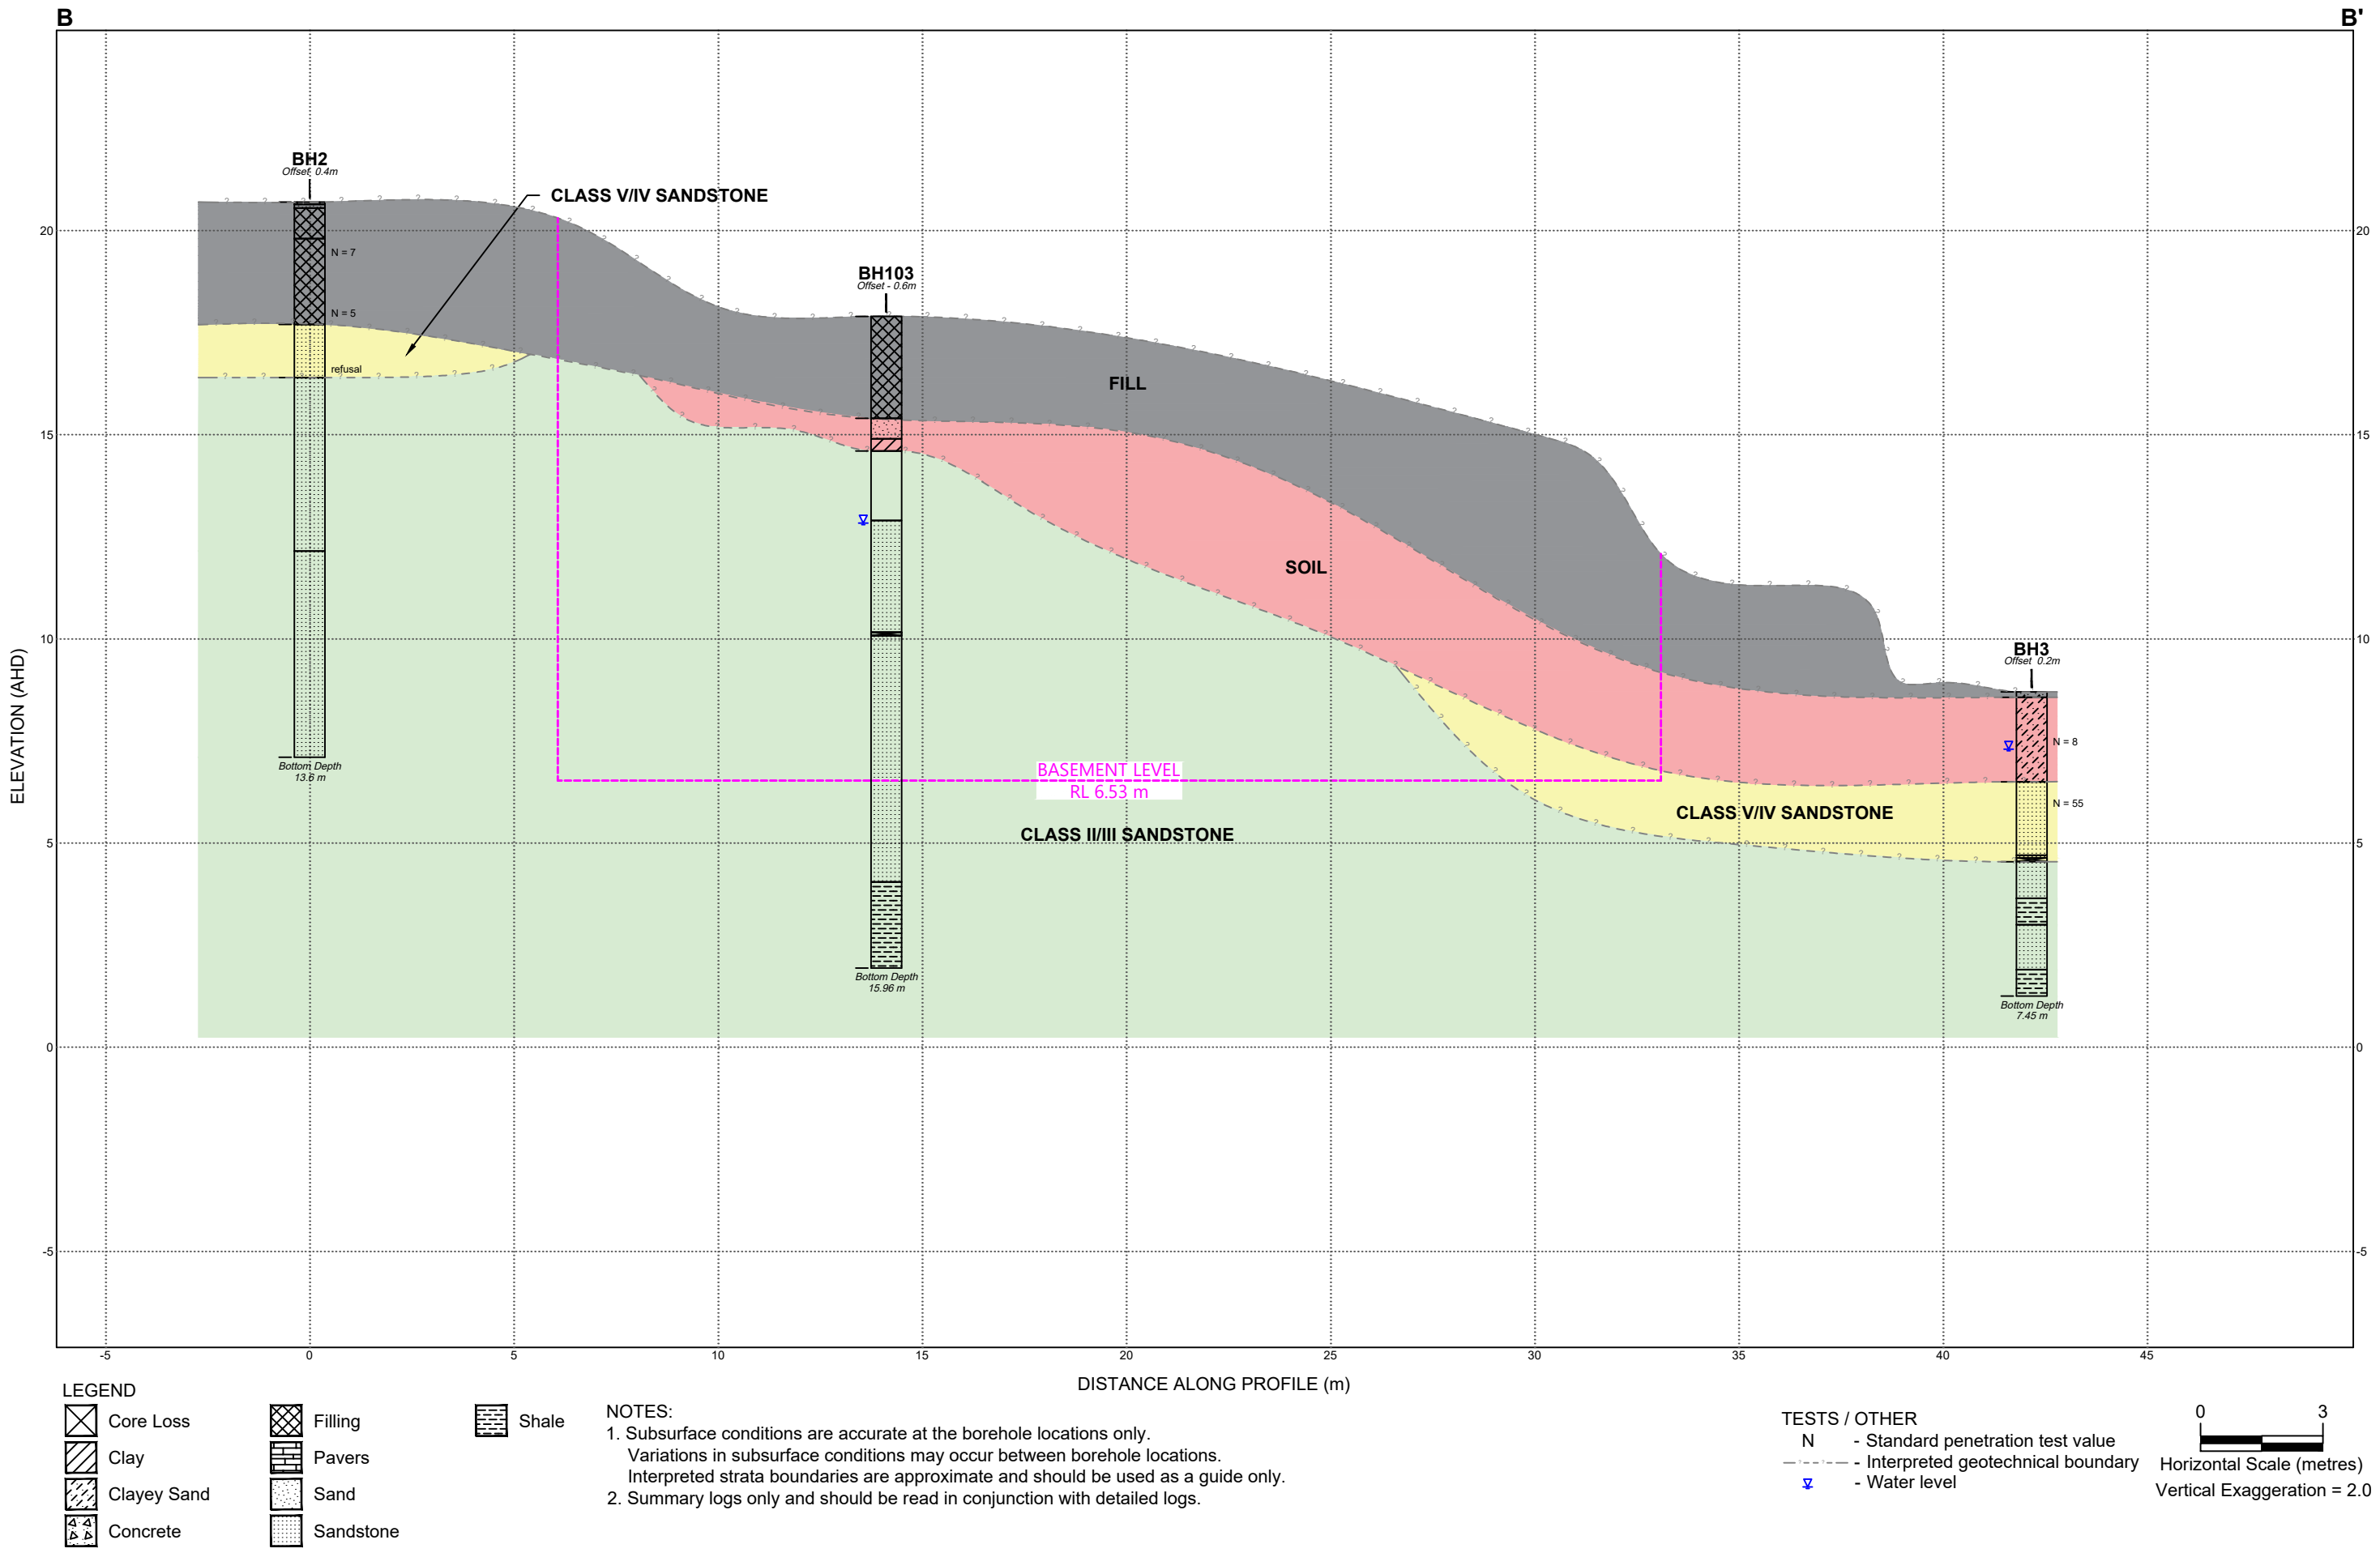 B
B'
BH2
Offset 0.4m
CLASS V/IV SANDSTONE
20
20
N = 7
BH103
Offset - 0.6m
N = 5
refusal
FILL
15
15
SOIL
10
10
BH3
Offset 0.2m
ELEVATION (AHD)
N = 8
Bottom Depth
13.6 m
BASEMENT LEVEL
RL 6.53 m
N = 55
CLASS V/IV SANDSTONE
CLASS II/III SANDSTONE
5
5
Bottom Depth
15.96 m
Bottom Depth
7.45 m
0
0
-5
-5
-5 0 5 10 15 20 25 30 35 40 45
DISTANCE ALONG PROFILE (m)
LEGEND
Core Loss
Clay
Clayey Sand
Concrete
Filling
Pavers
Sand
Sandstone
Shale
NOTES:
1. Subsurface conditions are accurate at the borehole locations only.
Variations in subsurface conditions may occur between borehole locations.
Interpreted strata boundaries are approximate and should be used as a guide only.
2. Summary logs only and should be read in conjunction with detailed logs.
TESTS / OTHER
N - Standard penetration test value
- Interpreted geotechnical boundary
- Water level
0 3
Horizontal Scale (metres)
Vertical Exaggeration = 2.0